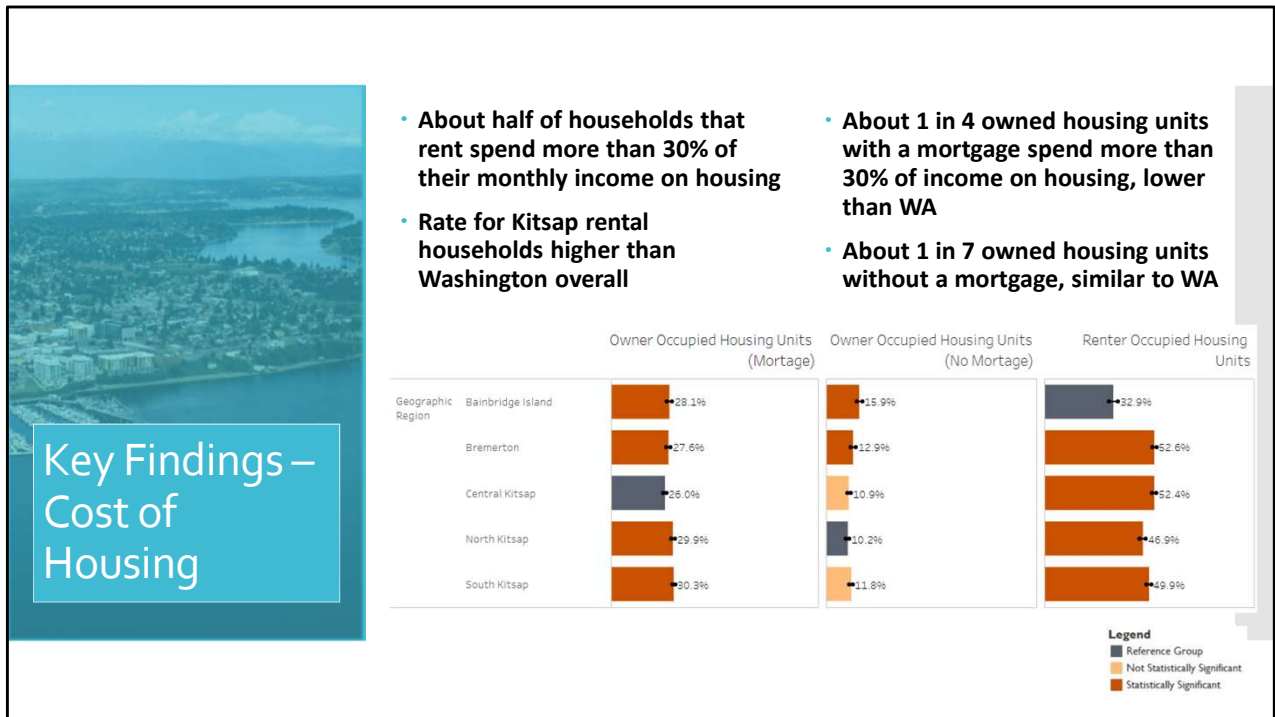 Key Findings –
Cost of
Housing
• About half of households that
rent spend more than 30% of
their monthly income on housing
• Rate for Kitsap rental
households higher than
Washington overall
• About 1 in 4 owned housing units
with a mortgage spend more than
30% of income on housing, lower
than WA
• About 1 in 7 owned housing units
without a mortgage, similar to WA
Owner Occupied Housing Units
(Mortage)
Owner Occupied Housing Units
(No Mortage)
Renter Occupied Housing
Units
Geographic
Region
Bainbridge Island 28.1% 15.9% 32.9%
Bremerton 27.6% 12.9% 52.6%
Central Kitsap 26.0% 10.9% 52.4%
North Kitsap 29.9% 10.2% 46.9%
South Kitsap 30.3% 11.8% 49.9%
Legend
Reference Group
Not Statistically Significant
Statistically Significant